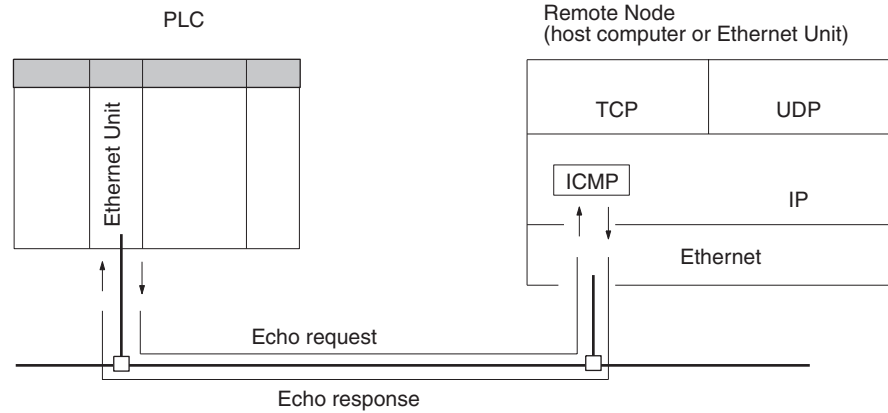 PLC
Remote Node
(host computer or Ethernet Unit)
Ethernet Unit
TCP
UDP
ICMP
IP
Ethernet
Echo request
Echo response